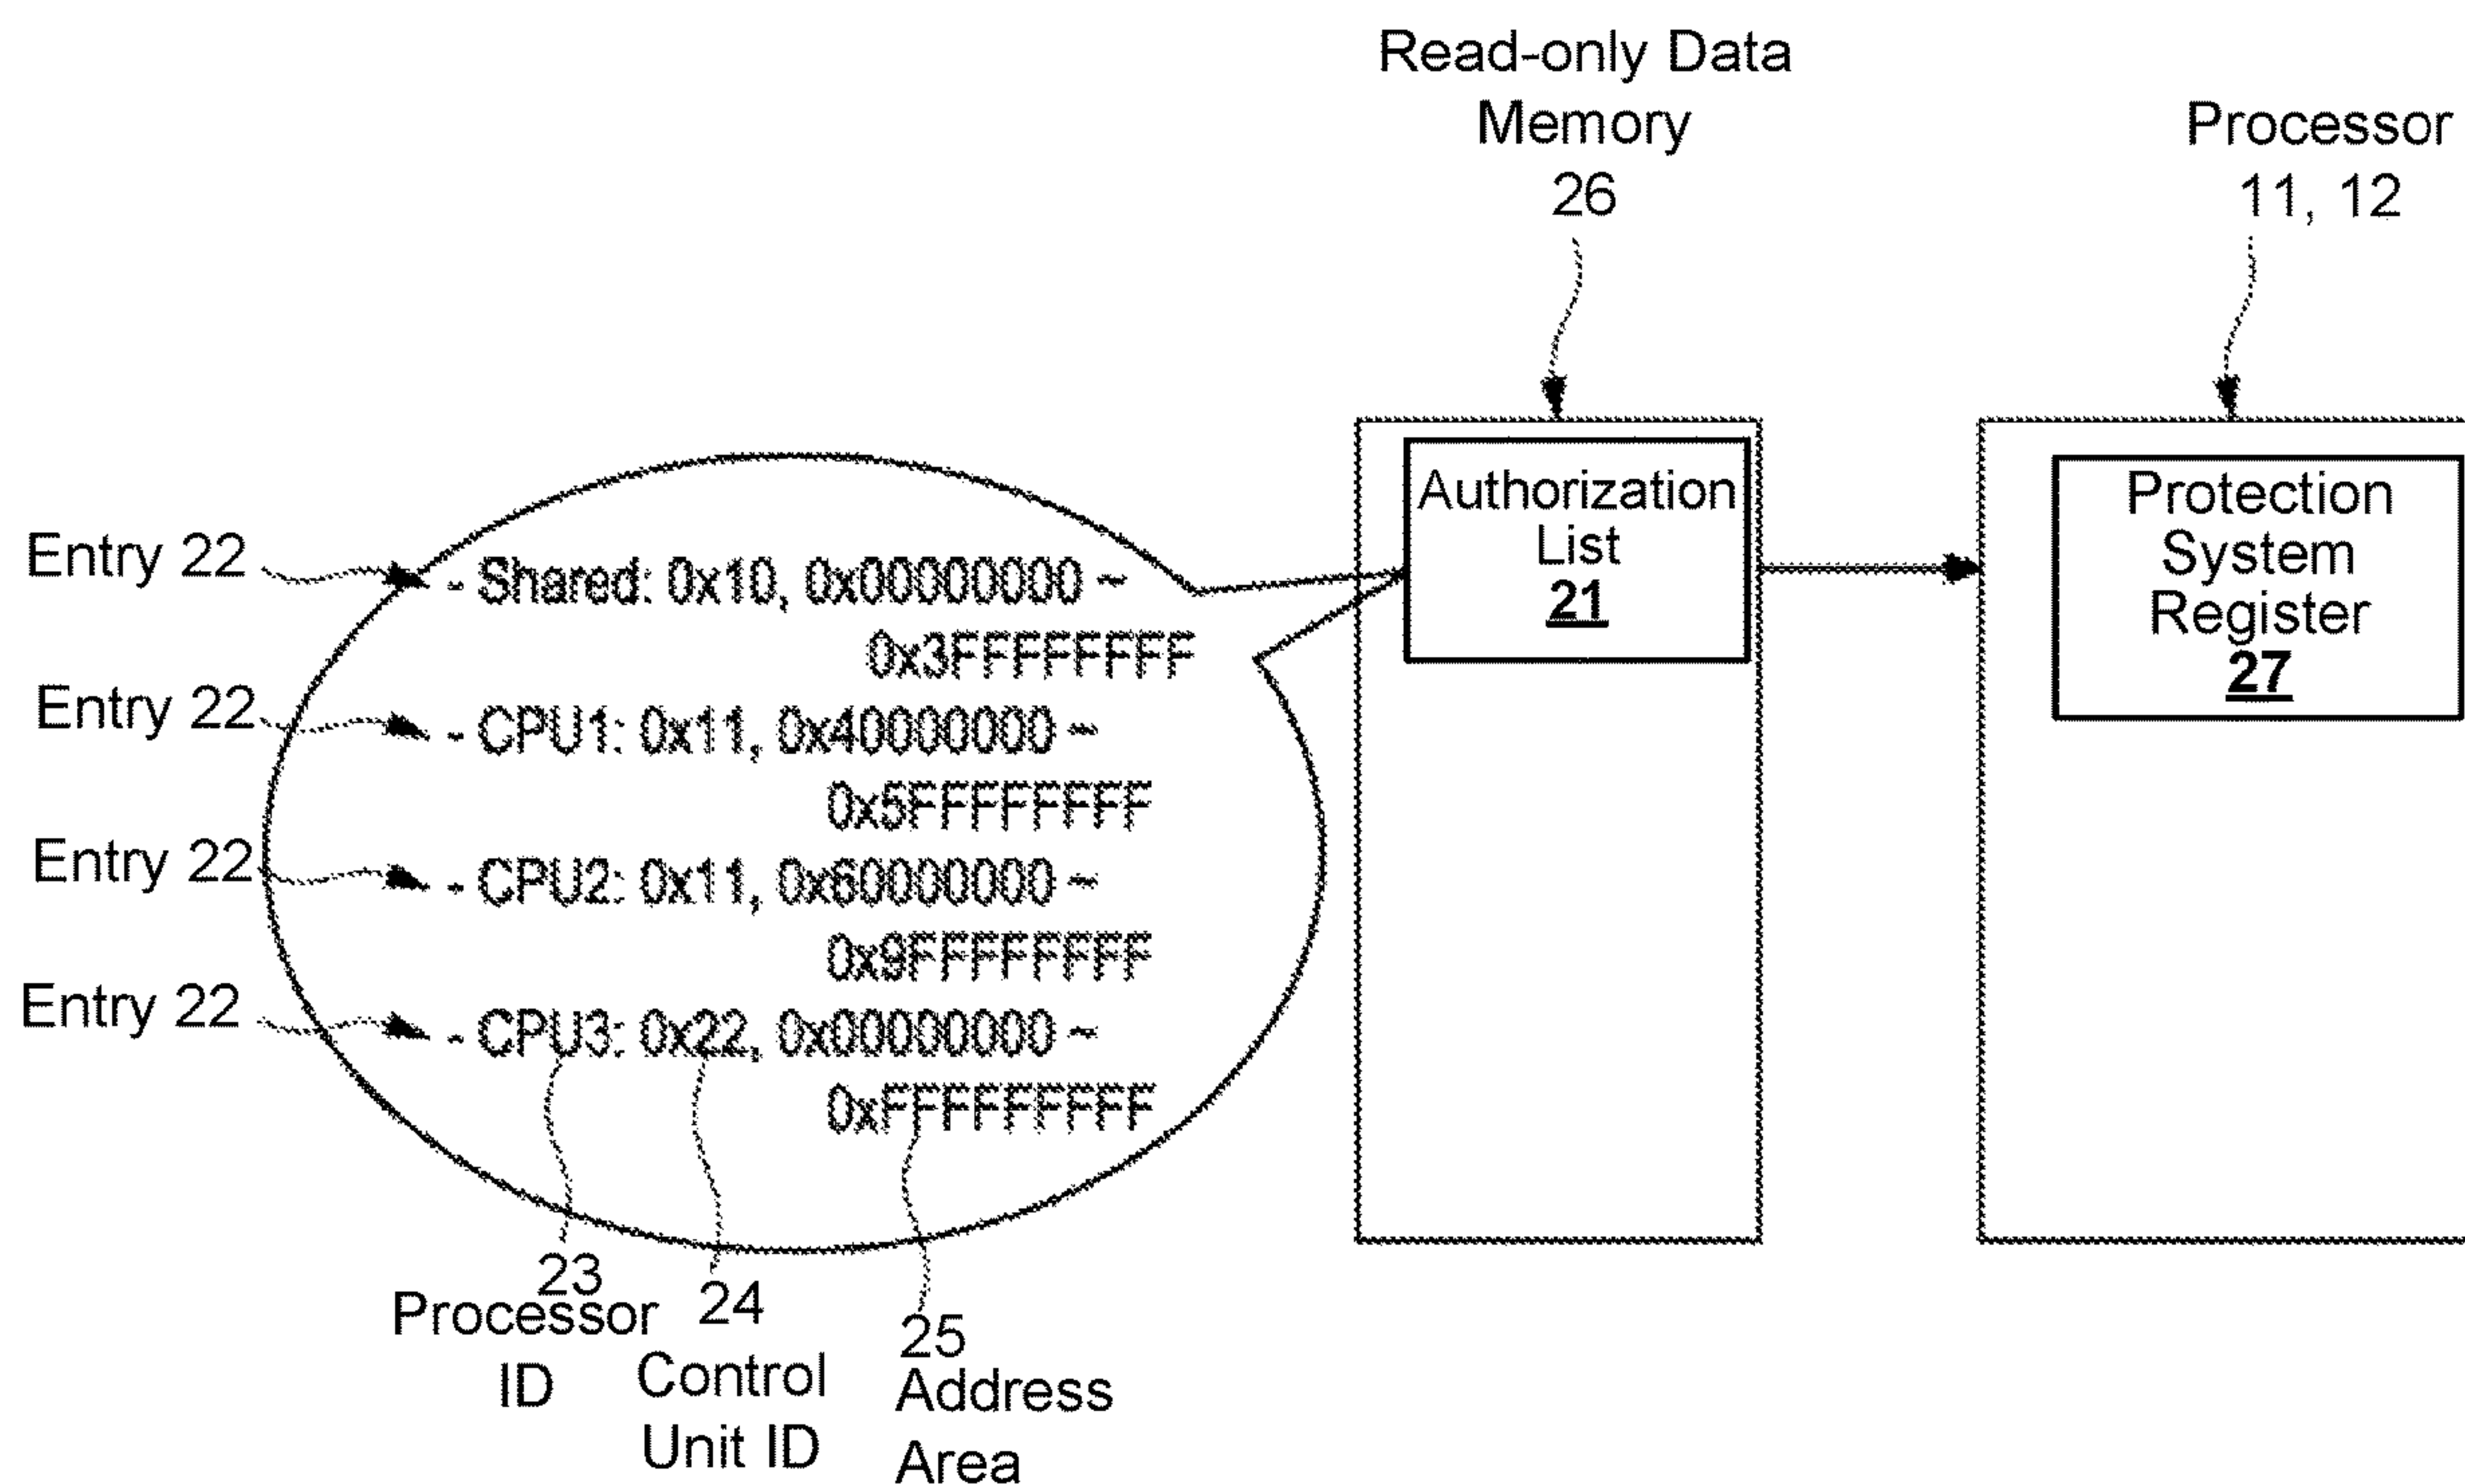 Read-only Data
Memory
26
Processor
11, 12
Authorization
List
21
Protection
System
Register
27
Entry 22
- Shared: 0x10, 0x00000000 ~
0x3FFFFFFFF
Entry 22
- CPU1: 0x11, 0x40000000 ~
0x5FFFFFFFF
Entry 22
- CPU2: 0x11, 0x60000000 ~
0x9FFFFFFFF
Entry 22
- CPU3: 0x22, 0x00000000 ~
0xFFFFFFFFF
23
Processor
ID
24
Control
Unit ID
25
Address
Area